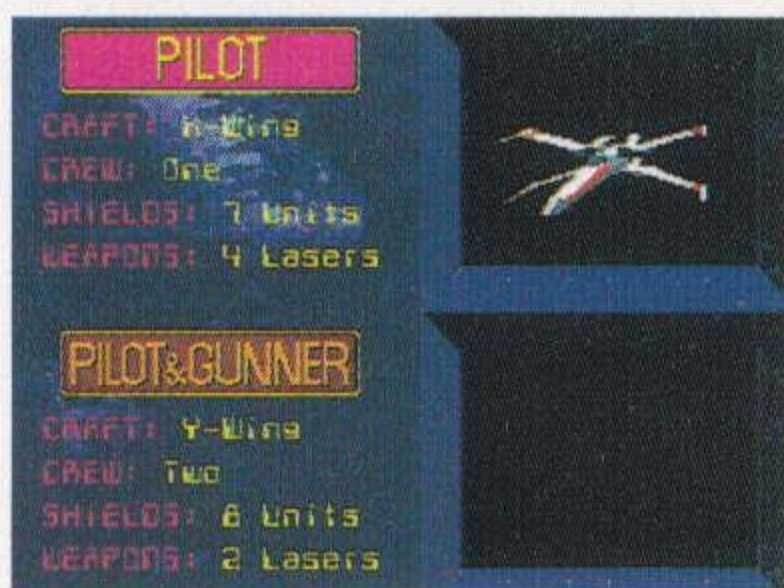 PILOT
CRAFT: X-Wing
CREW: One
SHIELDS: 7 Units
WEAPONS: 4 Lasers
PILOT&GUNNER
CRAFT: Y-Wing
CREW: Two
SHIELDS: 8 Units
WEAPONS: 2 Lasers